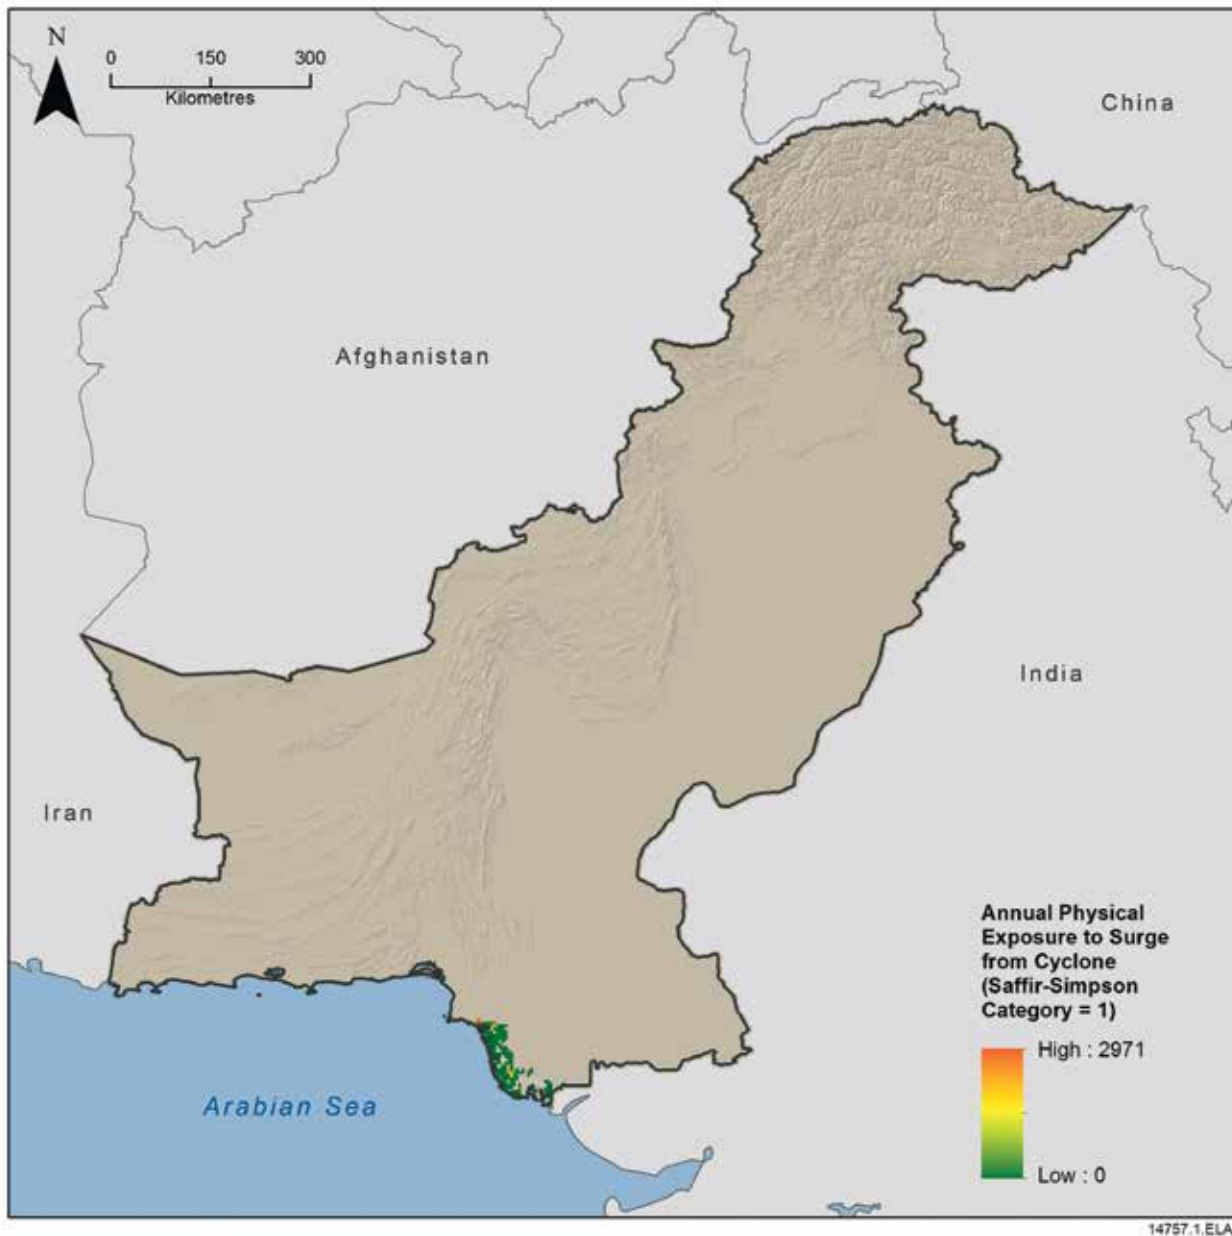 N
0 150 300
Kilometres
China
Afghanistan
India
Iran
Annual Physical
Exposure to Surge
from Cyclone
(Saffir-Simpson
Category = 1)
High : 2971
Arabian Sea
Low : 0
14757.1.ELA